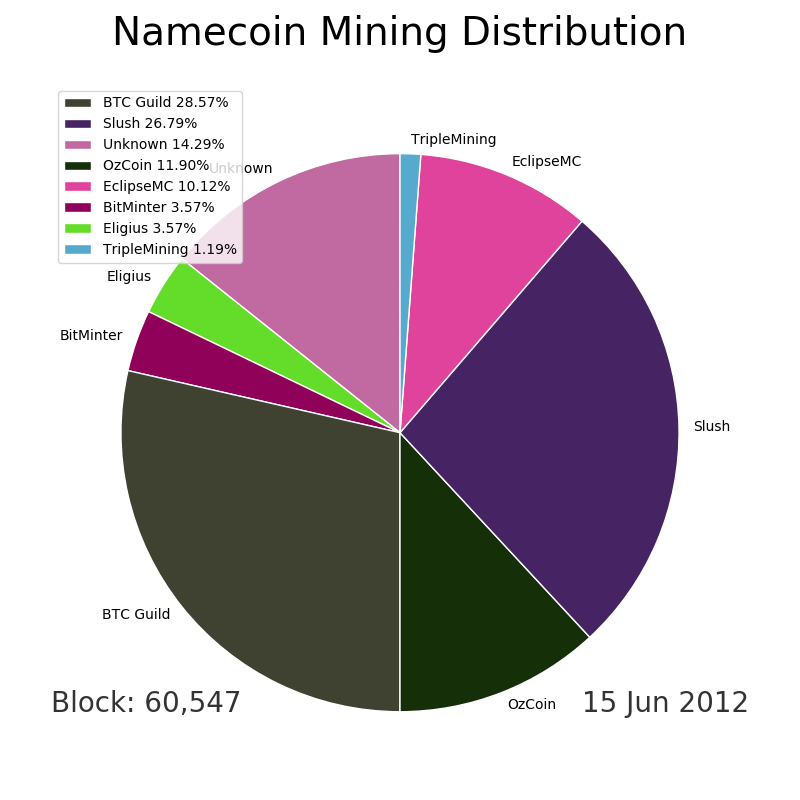 Namecoin Mining Distribution
BTC Guild 28.57%
Slush 26.79%
Unknown 14.29%
OzCoin 11.90%
EclipseMC 10.12%
BitMinter 3.57%
Eligius 3.57%
TripleMining 1.19%
TripleMining
EclipseMC
Unknown
Eligius
BitMinter
Slush
BTC Guild
OzCoin
Block: 60,547
15 Jun 2012